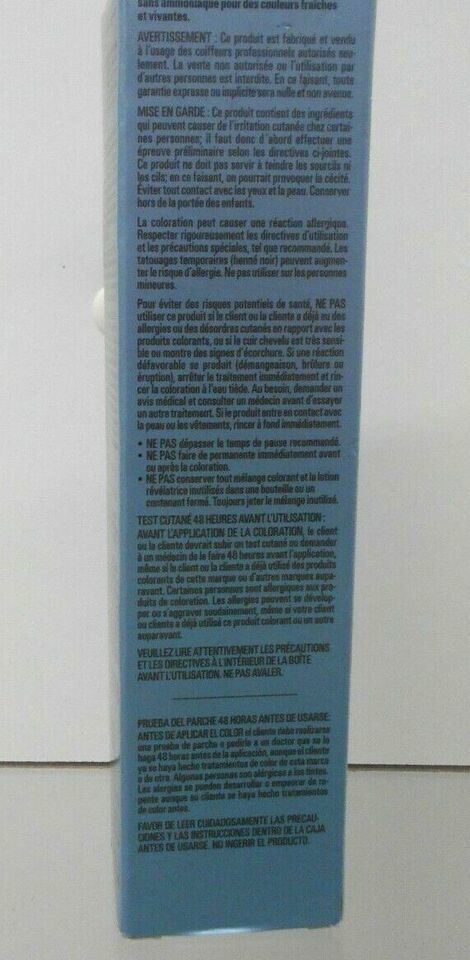 sans ammoniaque pour des couleurs fraîches
et vivantes.
AVERTISSEMENT : Ce produit est fabriqué et vendu
à l'usage des coiffeurs professionnels autorisés seu-
lement. La vente non autorisée ou l'utilisation par
d'autres personnes est interdite. En ce faisant, toute
garantie expresse ou implicite sera nulle et non avenue.
MISE EN GARDE : Ce produit contient des ingrédients
qui peuvent causer de l'irritation cutanée chez certai-
nes personnes; il faut donc d'abord effectuer une
épreuve préliminaire selon les directives ci-jointes.
Ce produit ne doit pas servir à teindre les sourcils ni
les cils; en ce faisant, on pourrait provoquer la cécité.
Éviter tout contact avec les yeux et la peau. Conserver
hors de la portée des enfants.
La coloration peut causer une réaction allergique.
Respecter rigoureusement les directives d'utilisation
et les précautions spéciales, tel que recommandé. Les
tatouages temporaires (henné noir) peuvent augmen-
ter le risque d'allergie. Ne pas utiliser sur les personnes
mineures.
Pour éviter des risques potentiels de santé, NE PAS
utiliser ce produit si le client ou la cliente a déjà eu des
allergies ou des désordres cutanés en rapport avec les
produits colorants, ou si le cuir chevelu est très sensi-
ble ou montre des signes d'écorchure. Si une réaction
défavorable se produit (démangeaison, brûlure ou
éruption), arrêter le traitement immédiatement et rin-
cer la coloration à l'eau tiède. Au besoin, demander un
avis médical et consulter un médecin avant d'essayer
un autre traitement. Si le produit entre en contact avec
la peau ou les vêtements, rincer à fond immédiatement.
• NE PAS dépasser le temps de pause recommandé.
• NE PAS faire de permanente immédiatement avant
ou après la coloration.
• NE PAS conserver tout mélange colorant et la lotion
révélatrice inutilisés dans une bouteille ou un
contenant fermé. Toujours jeter le mélange inutilisé.
TEST CUTANÉ 48 HEURES AVANT L'UTILISATION :
AVANT L'APPLICATION DE LA COLORATION, le client
ou la cliente devrait subir un test cutané ou demander
à un médecin de le faire 48 heures avant l'application,
même si le client ou la cliente a déjà utilisé des produits
colorants de cette marque ou d'autres marques aupa-
ravant. Certaines personnes sont allergiques aux pro-
duits de coloration. Les allergies peuvent se dévelop-
per ou s'aggraver soudainement, même si votre client
ou cliente a déjà utilisé ce produit colorant ou un autre
auparavant.
VEUILLEZ LIRE ATTENTIVEMENT LES PRÉCAUTIONS
ET LES DIRECTIVES À L'INTÉRIEUR DE LA BOÎTE
AVANT L'UTILISATION. NE PAS AVALER.
PRUEBA DEL PARCHE 48 HORAS ANTES DE USARSE:
ANTES DE APLICAR EL COLOR el cliente debe realizarse
una prueba de parche o pedirle a un doctor que se la
haga 48 horas antes de la aplicación, aunque el cliente
ya se haya hecho tratamientos de color de esta marca
o de otra. Algunas personas son alérgicas a los tintes.
Las alergias se pueden desarrollar o empeorar de re-
pente aunque su cliente se haya hecho tratamientos
de color antes.
FAVOR DE LEER CUIDADOSAMENTE LAS PRECAU-
CIONES Y LAS INSTRUCCIONES DENTRO DE LA CAJA
ANTES DE USARSE. NO INGERIR EL PRODUCTO.